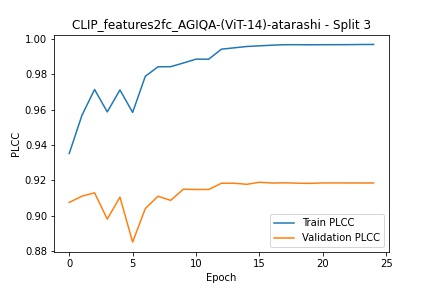 CLIP_features2fc_AGIQA-(ViT-14)-atarashi - Split 3
1.00
0.98
0.96
0.94
0.92
0.90
0.88
PLCC
Train PLCC
Validation PLCC
0
5
10
15
20
25
Epoch